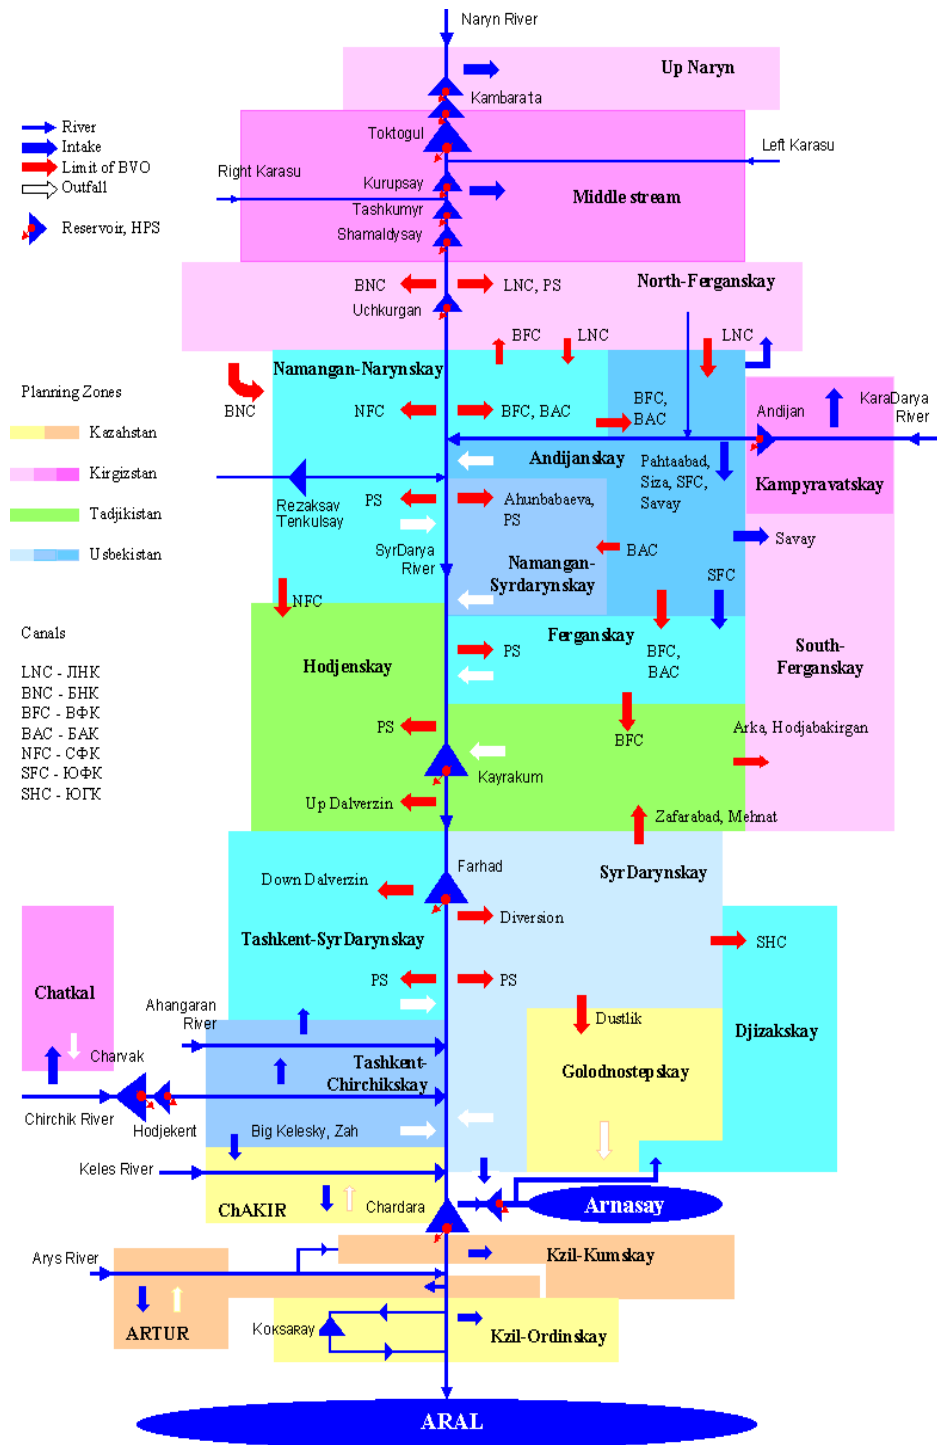 Naryn River
Up Naryn
Kambarata
Toktogul
River
Intake
Limit of BVO
Outfall
Reservoir, HPS
Left Karasu
Right Karasu
Kurupsay
Middle stream
Tashkumyr
Shamaldysay
North-Ferganskay
BNC
LNC, PS
Uchkurgan
BFC
LNC
LNC
Namangan-Narynskay
Planning Zones
BNC
NFC
BFC, BAC
BFC,
BAC
Andijan
KaraDarya
River
Kazahstan
Kirgizstan
Tadjikistan
Usbekistan
Andijanskay
Pahtaabad,
Siza, SFC,
Savay
Kampyravatskay
Rezaksav
Tenkulsay
PS
Ahunbabaeva,
PS
Savay
SyrDarya
River
BAC
Namangan-
Syrdarynskay
SFC
NFC
Canals
LNC - ЛНК
BNC - БНК
BFC - ВФК
BAC - БАК
NFC - СФК
SFC - ЮФК
SHC - ЮГК
Ferganskay
Hodjenskay
PS
BFC,
BAC
South-
Ferganskay
PS
BFC
Arka, Hodjabakirgan
Kayrakum
Up Dalverzin
Zafarabad, Mehnat
Farhad
SyrDarynskay
Down Dalverzin
Diversion
Tashkent-SyrDarynskay
SHC
PS
PS
Chatkal
Ahangaran
River
Dustlik
Djizakskay
Charvak
Tashkent-
Chirchikskay
Golodnostepskay
Chirchik River
Hodjekent
Big Kelesky, Zah
Keles River
ChAKIR
Chardara
Arnasay
Arys River
Kzil-Kumskay
ARTUR
Koksaray
Kzil-Ordinskay
ARAL